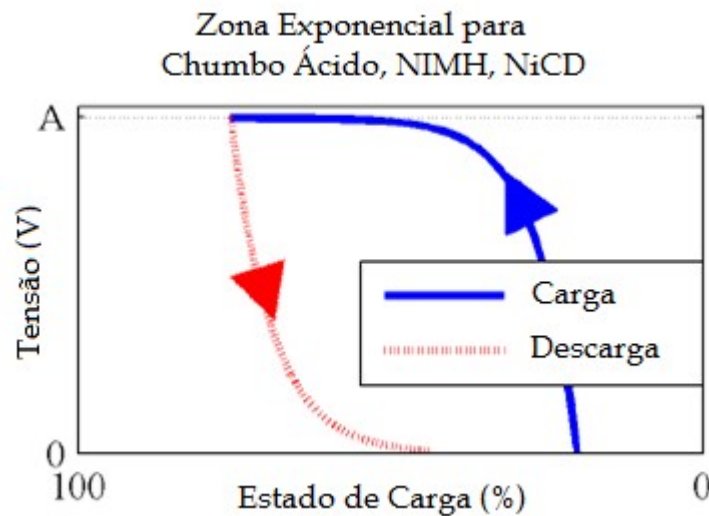 Zona Exponencial para
Chumbo Ácido, NIMH, NiCD
A
Tensão (V)
Carga
Descarga
0
100
Estado de Carga (%)
0